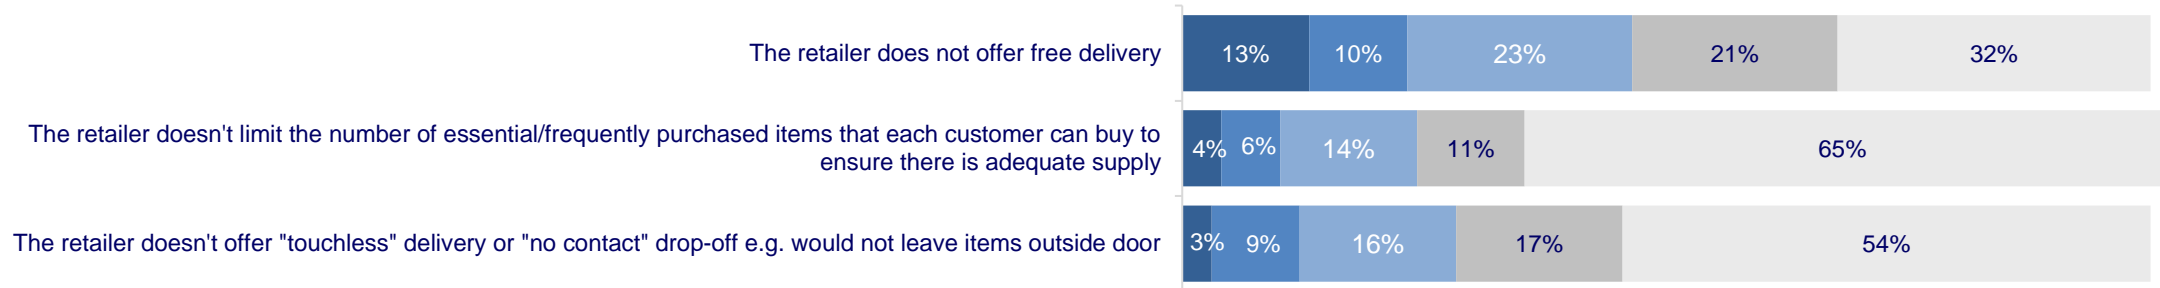 The retailer does not offer free delivery
13% 10% 23% 21% 32%
The retailer doesn't limit the number of essential/frequently purchased items that each customer can buy to
ensure there is adequate supply
4% 6% 14% 11% 65%
The retailer doesn't offer "touchless" delivery or "no contact" drop-off e.g. would not leave items outside door
3% 9% 16% 17% 54%